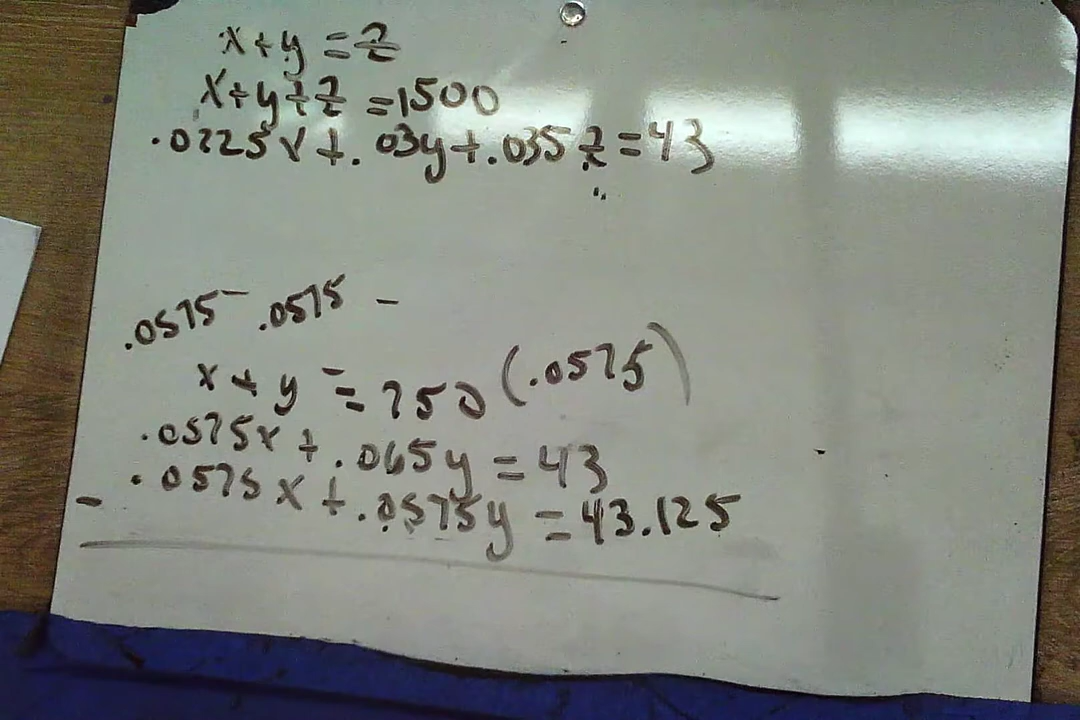 x+y=z
x+y+z=1500
.0225x+.03y+.035z=43
.0575- .0575 -
x+y=750(.0575)
.0575x+.065y=43
- .0575x+.0575y=43.125